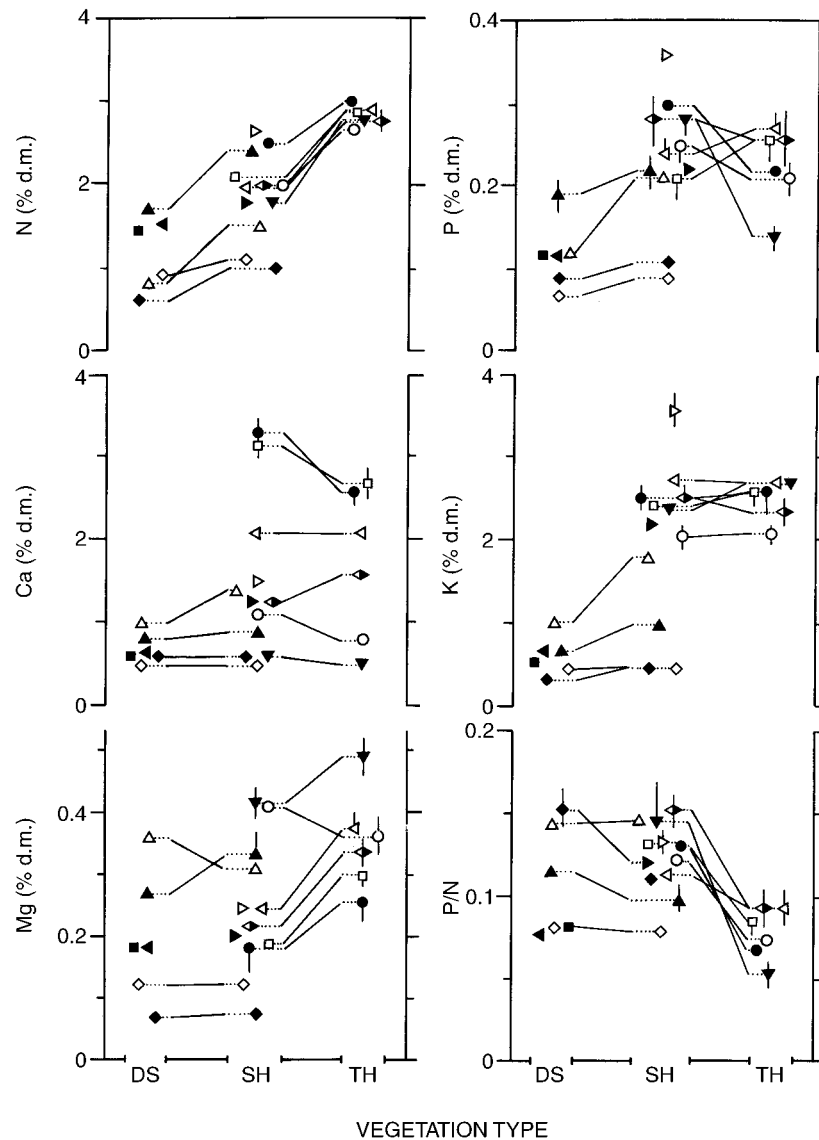 4
2
0
N (% d.m.)
0.4
0.2
0
P (% d.m.)
4
2
0
Ca (% d.m.)
4
2
0
K (% d.m.)
0.4
0.2
0
Mg (% d.m.)
0.2
0.1
0
P/N
DS SH TH
DS SH TH
VEGETATION TYPE